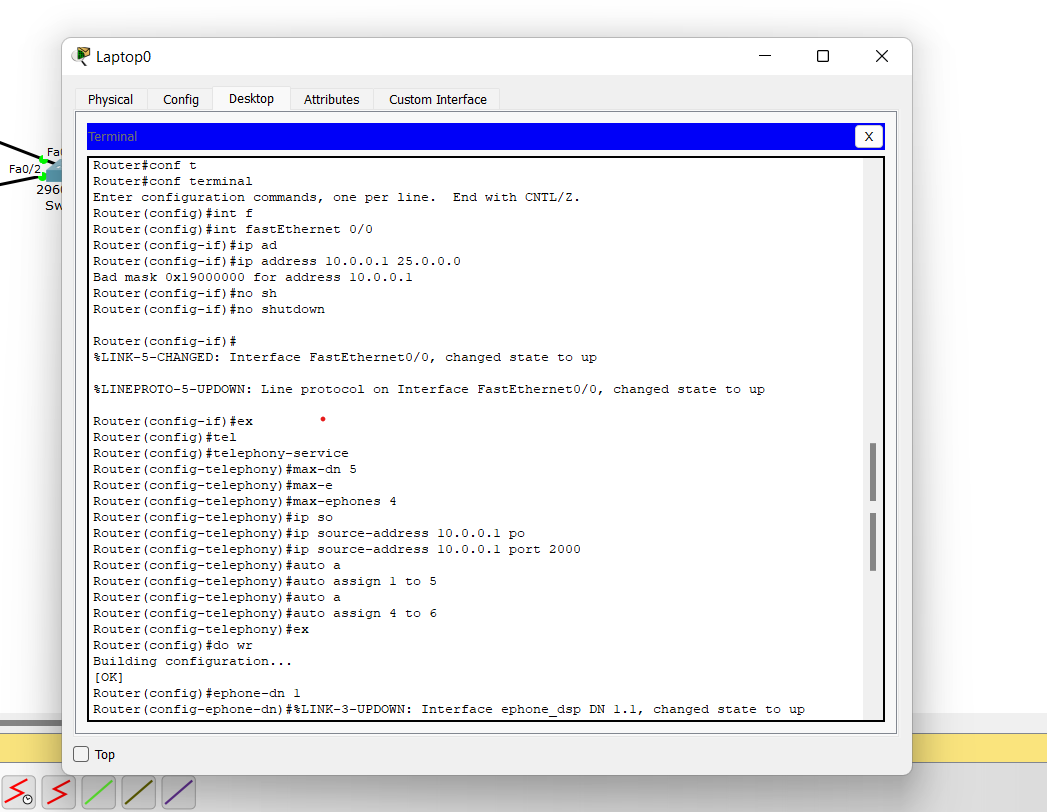 Laptop0
Physical Config Desktop Attributes Custom Interface
Terminal X
Fa0/2
Router#conf t
Router#conf terminal
Enter configuration commands, one per line.  End with CNTL/Z.
Router(config)#int f
Router(config)#int fastEthernet 0/0
Router(config-if)#ip ad
Router(config-if)#ip address 10.0.0.1 25.0.0.0
Bad mask 0x19000000 for address 10.0.0.1
Router(config-if)#no sh
Router(config-if)#no shutdown
Router(config-if)#
%LINK-5-CHANGED: Interface FastEthernet0/0, changed state to up
%LINEPROTO-5-UPDOWN: Line protocol on Interface FastEthernet0/0, changed state to up
Router(config-if)#ex
Router(config)#tel
Router(config)#telephony-service
Router(config-telephony)#max-dn 5
Router(config-telephony)#max-e
Router(config-telephony)#max-ephones 4
Router(config-telephony)#ip so
Router(config-telephony)#ip source-address 10.0.0.1 po
Router(config-telephony)#ip source-address 10.0.0.1 port 2000
Router(config-telephony)#auto a
Router(config-telephony)#auto assign 1 to 5
Router(config-telephony)#auto a
Router(config-telephony)#auto assign 4 to 6
Router(config-telephony)#ex
Router(config)#do wr
Building configuration...
[OK]
Router(config)#ephone-dn 1
Router(config-ephone-dn)#%LINK-3-UPDOWN: Interface ephone_dsp DN 1.1, changed state to up
Top